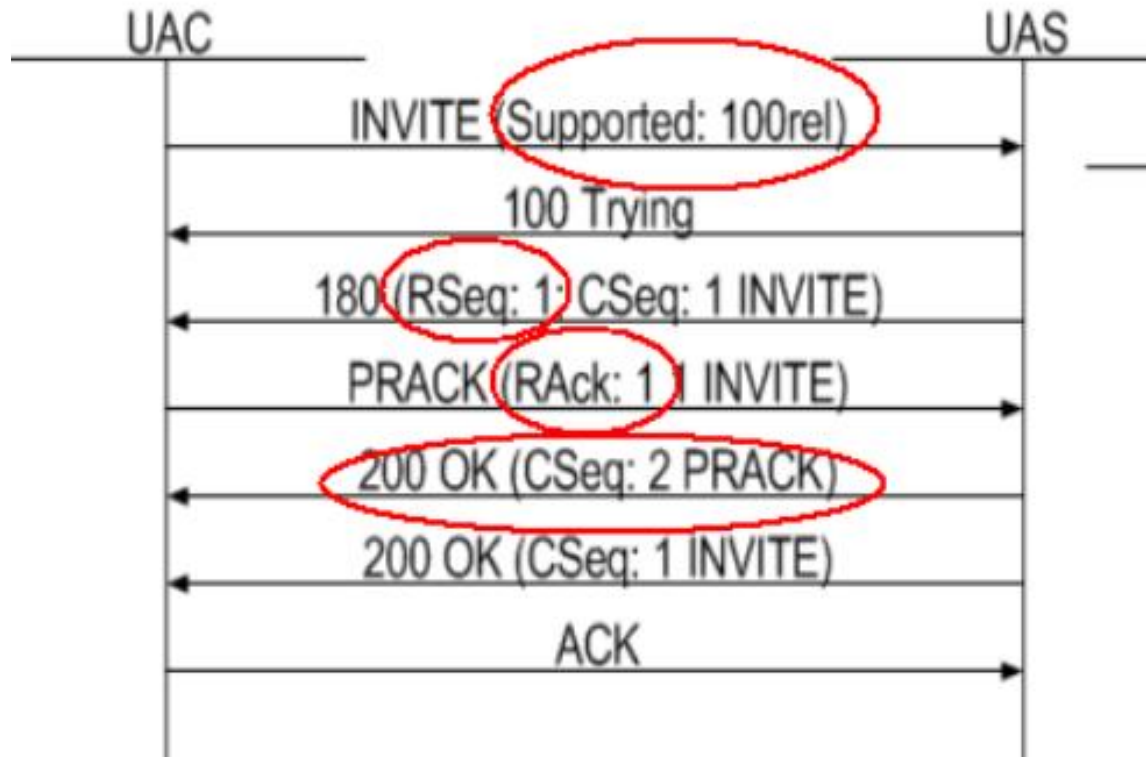 UAC UAS
INVITE (Supported: 100rel)
100 Trying
180 (RSeq: 1; CSeq: 1 INVITE)
PRACK (RAck: 1 1 INVITE)
200 OK (CSeq: 2 PRACK)
200 OK (CSeq: 1 INVITE)
ACK